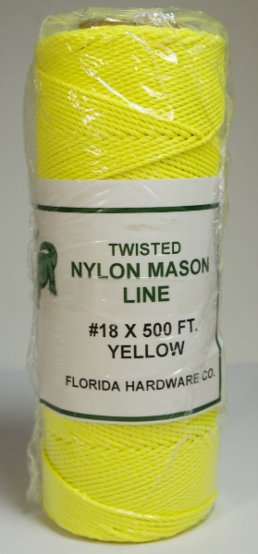 TWISTED
NYLON MASON
LINE
#18 X 500 FT.
YELLOW
FLORIDA HARDWARE CO.